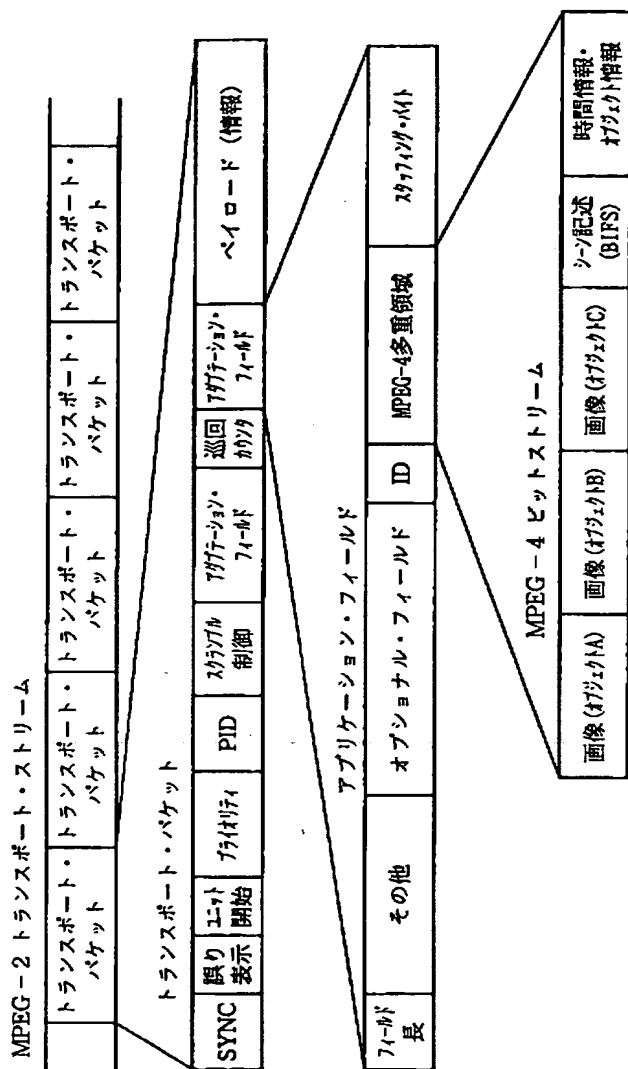 MPEG-2 トランスポート・ストリーム
トランスポート・
パケット
トランスポート・
パケット
トランスポート・
パケット
トランスポート・
パケット
トランスポート・
パケット
トランスポート・パケット
SYNC
誤り
表示
ユニット
開始
プライオリティ
PID
スクランブル
制御
アダプテーション・
フィールド
巡回
カウンタ
アダプテーション・
フィールド
ペイロード (情報)
アプリケーション・フィールド
フィールド
長
その他
オプショナル・フィールド
ID
MPEG-4多重領域
スタッフィング・バイト
MPEG-4 ビットストリーム
画像(オブジェクトA)
画像(オブジェクトB)
画像(オブジェクトC)
シーン記述
(BIFS)
時間情報・
オブジェクト情報